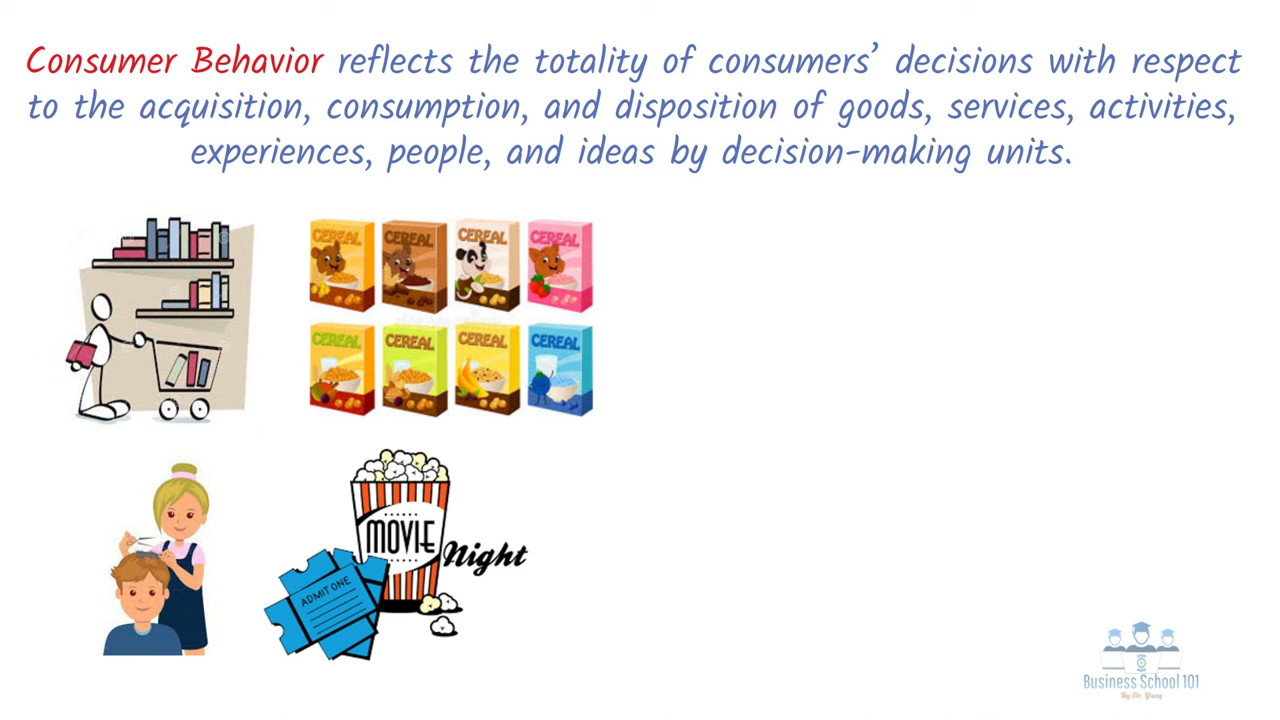 Consumer Behavior reflects the totality of consumers’ decisions with respect
to the acquisition, consumption, and disposition of goods, services, activities,
experiences, people, and ideas by decision-making units.
CEREAL CEREAL CEREAL CEREAL
CEREAL CEREAL CEREAL CEREAL
MOVIE
Night
ADMIT ONE
Business School 101
By Dr. Yang